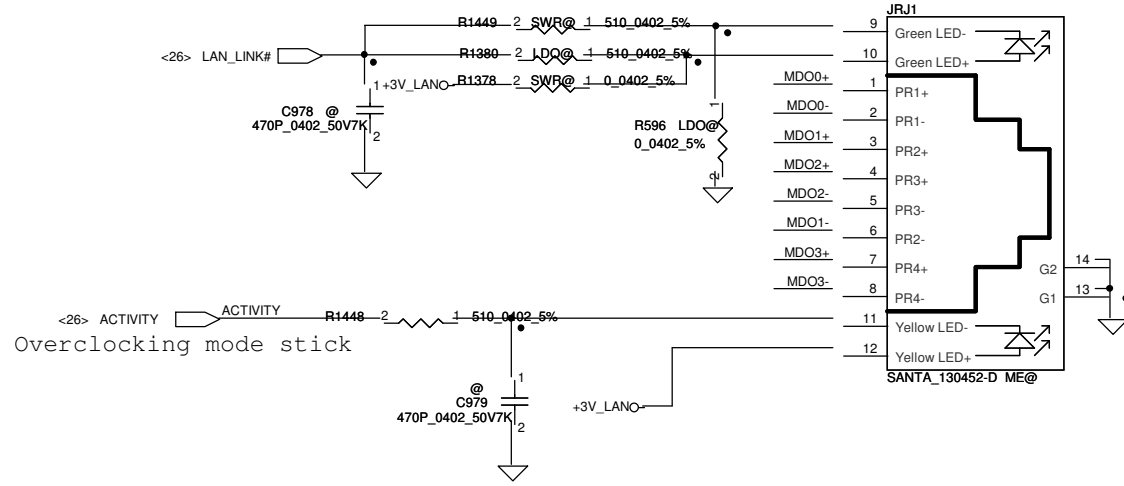 JRJ1
R1449 2 SWR@ 1 510_0402_5% 9 Green LED-
<26> LAN_LINK# R1380 2 LDO@ 1 510_0402_5% 10 Green LED+
1 +3V_LAN R1378 2 SWR@ 1 0_0402_5% MDO0+ 1 PR1+
C978 @
470P_0402_50V7K
2
1
R596 LDO@
0_0402_5%
2
MDO0- 2 PR1-
MDO1+ 3 PR2+
MDO2+ 4 PR3+
MDO2- 5 PR3-
MDO1- 6 PR2-
MDO3+ 7 PR4+
MDO3- 8 PR4-
G2 14
G1 13
<26> ACTIVITY ACTIVITY R1448 2 1 510_0402_5% 11 Yellow LED-
Overclocking mode stick
12 Yellow LED+
SANTA_130452-D ME@
@ 1
C979
470P_0402_50V7K
2
+3V_LAN